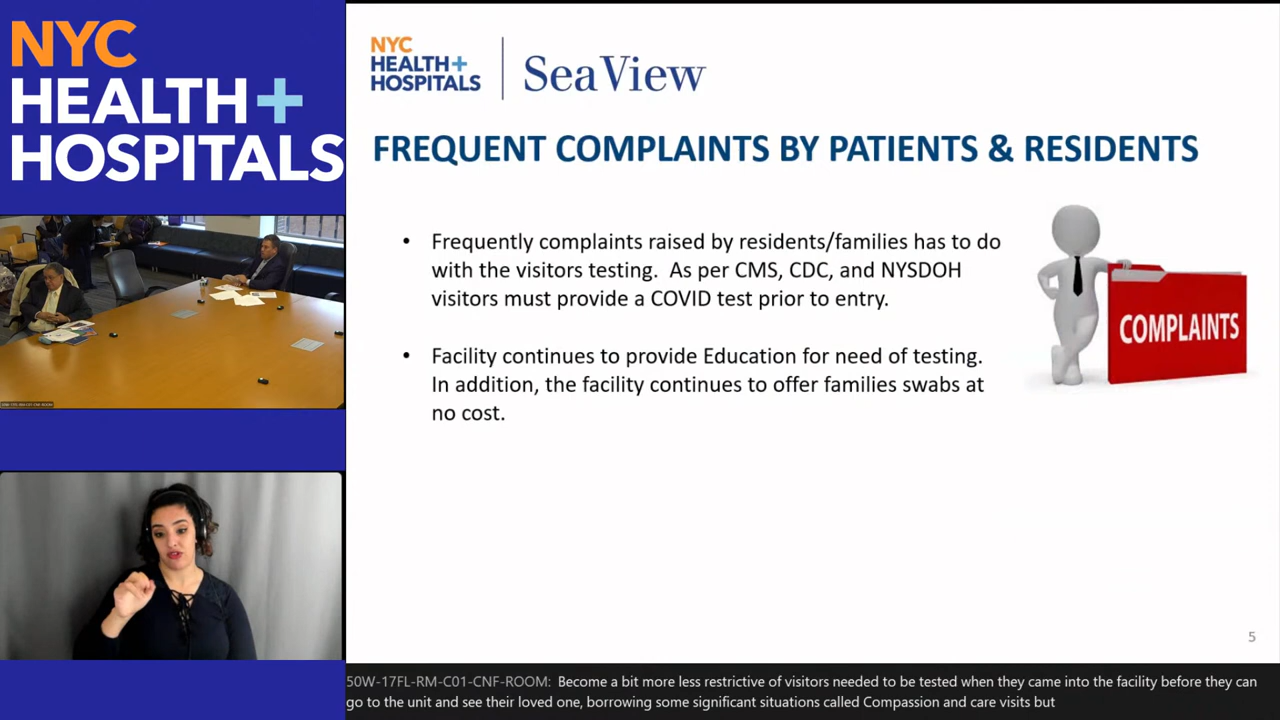 NYC
HEALTH+
HOSPITALS
NYC
HEALTH+
HOSPITALS
SeaView
FREQUENT COMPLAINTS BY PATIENTS & RESIDENTS
• Frequently complaints raised by residents/families has to do
with the visitors testing. As per CMS, CDC, and NYSDOH
visitors must provide a COVID test prior to entry.
• Facility continues to provide Education for need of testing.
In addition, the facility continues to offer families swabs at
no cost.
COMPLAINTS
5
50W-17FL-RM-C01-CNF-ROOM: Become a bit more less restrictive of visitors needed to be tested when they came into the facility before they can
go to the unit and see their loved one, borrowing some significant situations called Compassion and care visits but